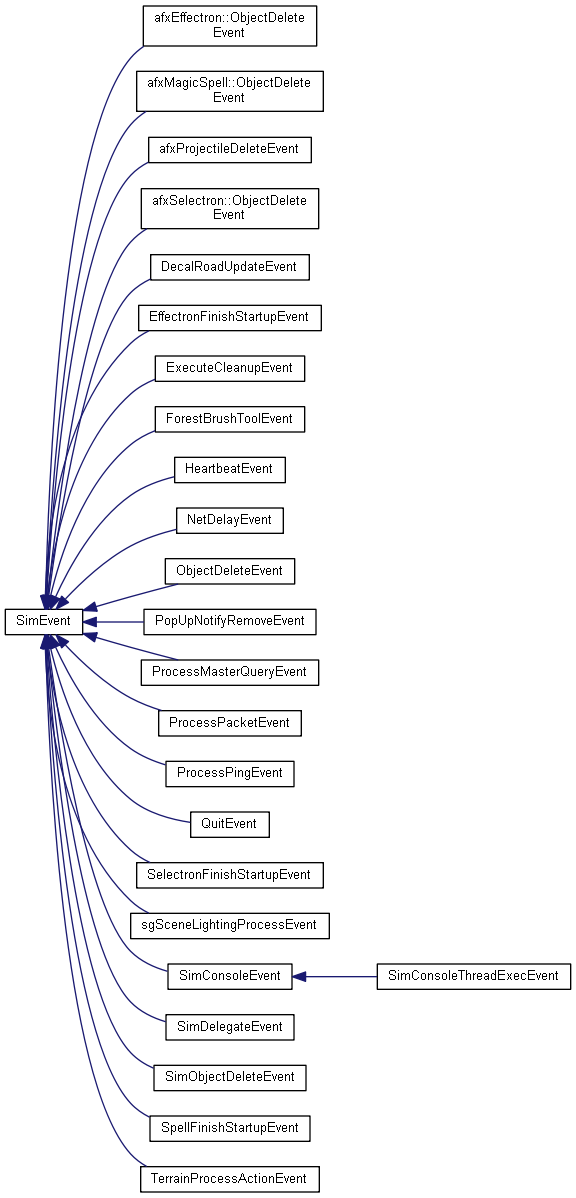 afxEffectron::ObjectDelete
Event
afxMagicSpell::ObjectDelete
Event
afxProjectileDeleteEvent
afxSelectron::ObjectDelete
Event
DecalRoadUpdateEvent
EffectronFinishStartupEvent
ExecuteCleanupEvent
ForestBrushToolEvent
HeartbeatEvent
NetDelayEvent
ObjectDeleteEvent
SimEvent
PopUpNotifyRemoveEvent
ProcessMasterQueryEvent
ProcessPacketEvent
ProcessPingEvent
QuitEvent
SelectronFinishStartupEvent
sgSceneLightingProcessEvent
SimConsoleEvent
SimConsoleThreadExecEvent
SimDelegateEvent
SimObjectDeleteEvent
SpellFinishStartupEvent
TerrainProcessActionEvent